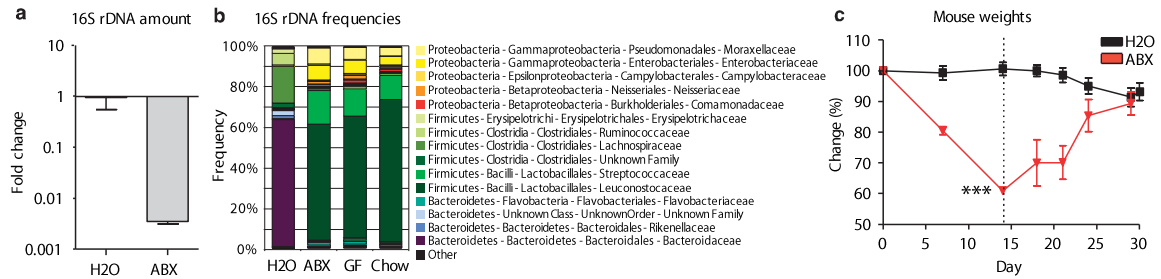 a
16S rDNA amount
10
1
0.1
0.01
0.001
Fold change
H2O
ABX
b
16S rDNA frequencies
100%
80%
60%
40%
20%
0%
Frequency
H2O
ABX
GF
Chow
Proteobacteria - Gammaproteobacteria - Pseudomonadales - Moraxellaceae
Proteobacteria - Gammaproteobacteria - Enterobacteriales - Enterobacteriaceae
Proteobacteria - Epsilonproteobacteria - Campylobacterales - Campylobacteraceae
Proteobacteria - Betaproteobacteria - Neisseriales - Neisseriaceae
Proteobacteria - Betaproteobacteria - Burkholderiales - Comamonadaceae
Firmicutes - Erysipelotrichi - Erysipelotrichales - Erysipelotrichaceae
Firmicutes - Clostridia - Clostridiales - Ruminococcaceae
Firmicutes - Clostridia - Clostridiales - Lachnospiraceae
Firmicutes - Clostridia - Clostridiales - Unknown Family
Firmicutes - Bacilli - Lactobacillales - Streptococcaceae
Firmicutes - Bacilli - Lactobacillales - Leuconostocaceae
Bacteroidetes - Flavobacteria - Flavobacteriales - Flavobacteriaceae
Bacteroidetes - Unknown Class - Unknown Order - Unknown Family
Bacteroidetes - Bacteroidetes - Bacteroidales - Rikenellaceae
Bacteroidetes - Bacteroidetes - Bacteroidales - Bacteroidaceae
Other
c
Mouse weights
110
100
90
80
70
60
50
Change (%)
***
H2O
ABX
0
5
10
15
20
25
30
Day